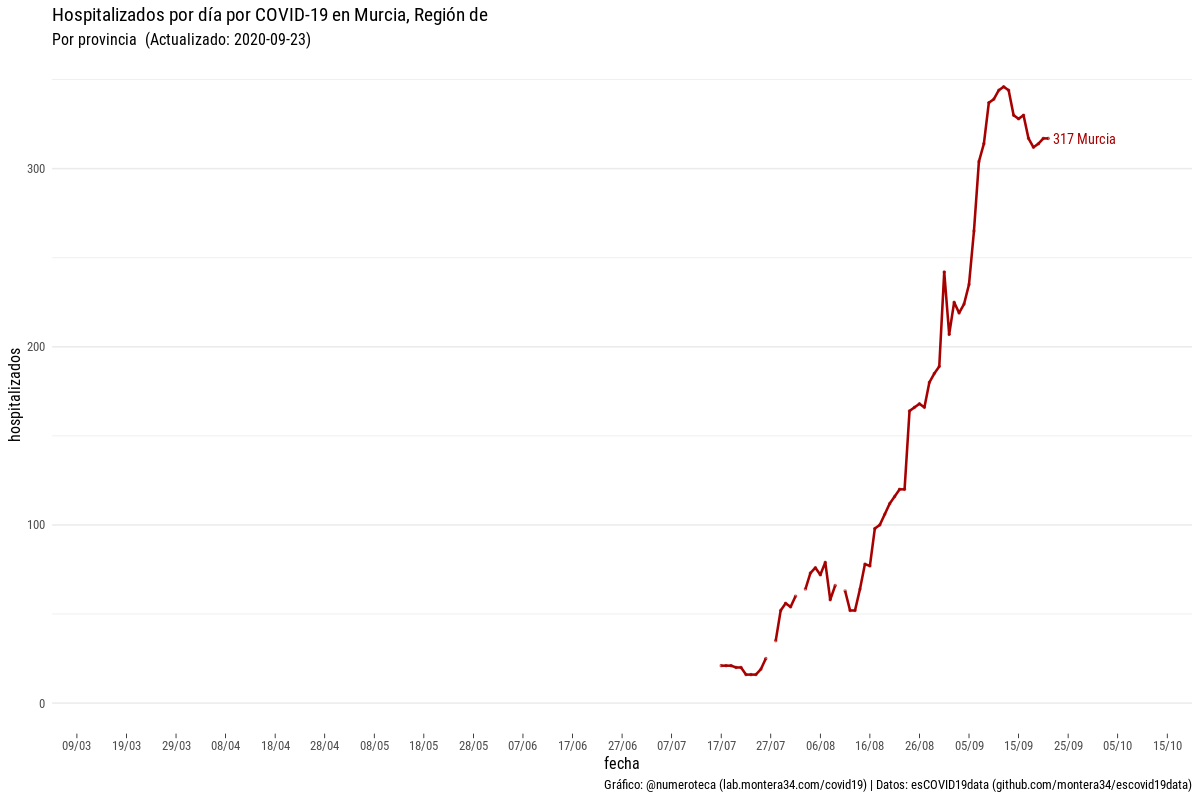 Hospitalizados por día por COVID-19 en Murcia, Región de
Por provincia (Actualizado: 2020-09-23)
hospitalizados
300
200
100
0
317 Murcia
09/03 19/03 29/03 08/04 18/04 28/04 08/05 18/05 28/05 07/06 17/06 27/06 07/07 17/07 27/07 06/08 16/08 26/08 05/09 15/09 25/09 05/10 15/10
fecha
Gráfico: @numeroteca (lab.montera34.com/covid19) | Datos: esCOVID19data (github.com/montera34/escovid19data)